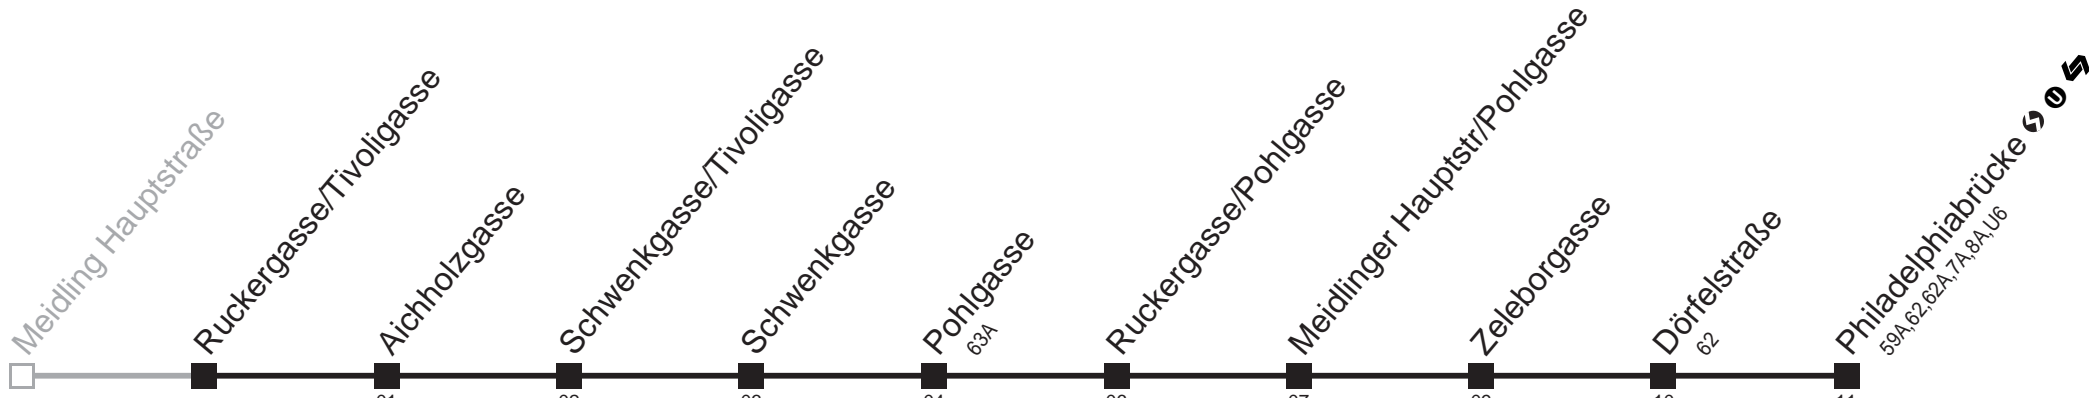 Meidling Hauptstraße
Ruckergasse/Tivoligasse
Aichholzgasse
Schwenkgasse/Tivoligasse
Schwenkgasse
Pohlgasse
63A
Ruckergasse/Pohlgasse
Meidlinger Hauptstr/Pohlgasse
Zeleborgasse
Dörfelstraße
62
Philadelphiabrücke
59A,62,62A,7A,8A,U6
U